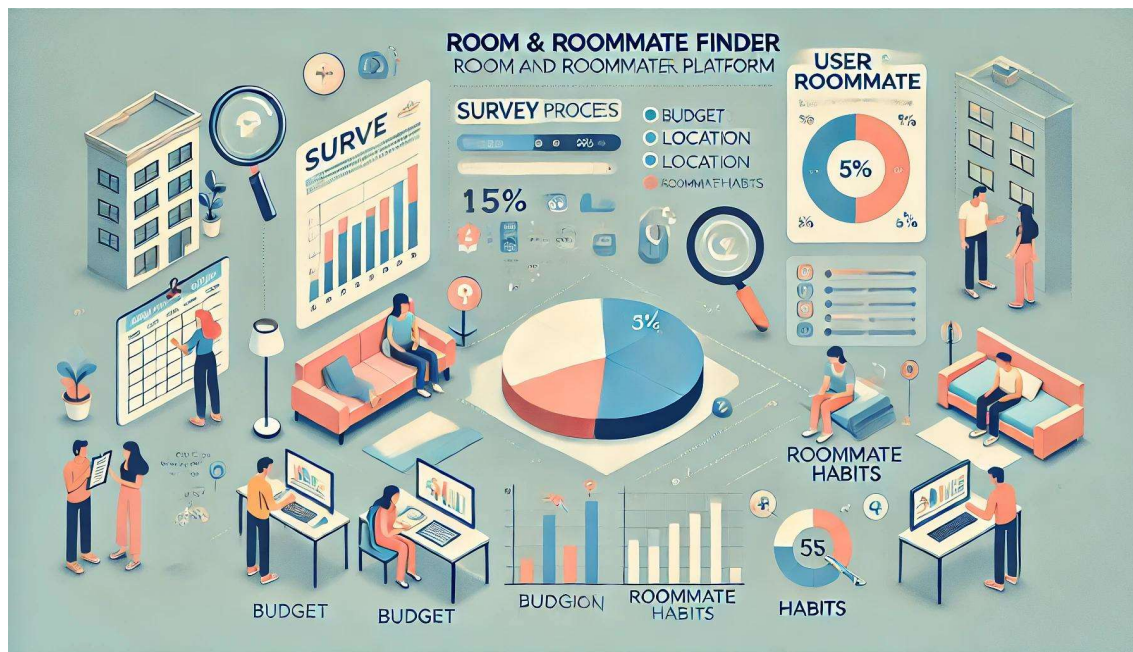 ROOM & ROOMMATE FINDER
ROOM AND ROOMMATER PLATFORM
SURVE
SURVEY PROCES
BUDGET
LOCATION
LOCATION
ROOMMAFEHABITS
15%
USER
ROOMMATE
5%
3%
ROOMMATE
HABITS
BUDGET
BUDGET
BUDGION
ROOMMATE
HABITS
55
HABITS